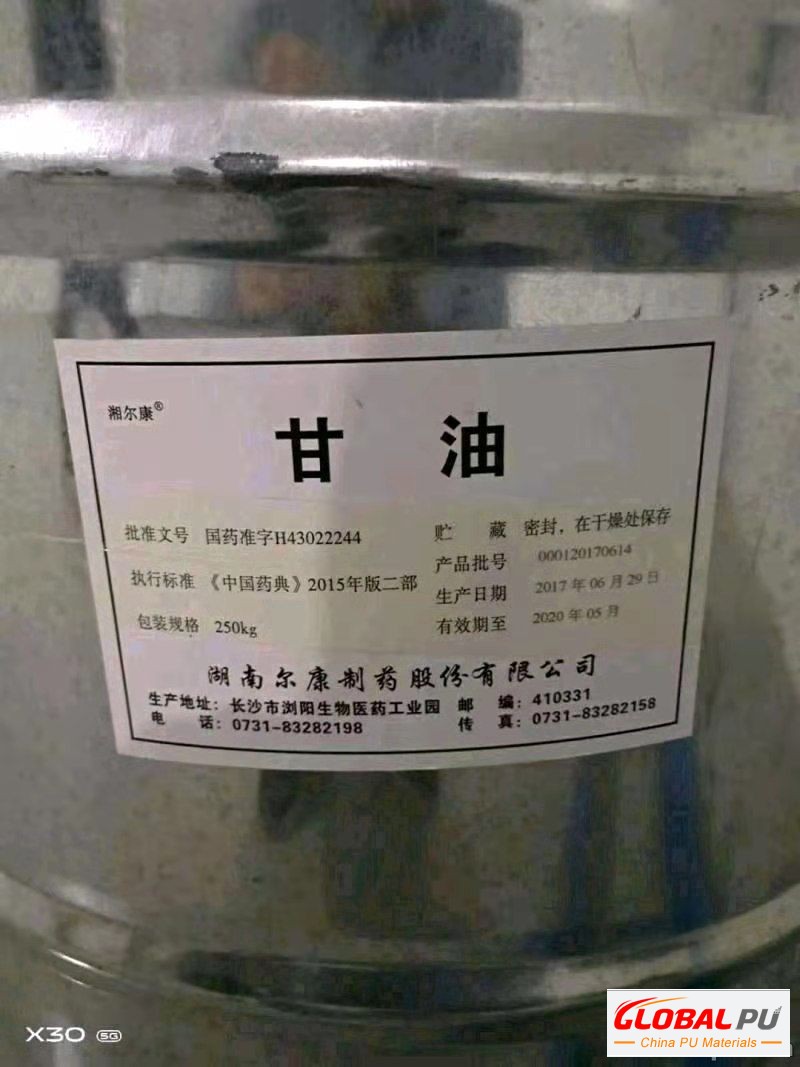 湘尔康®
甘 油
批准文号 国药准字H43022244
执行标准 《中国药典》2015年版二部
包装规格 250kg
贮 藏 密封，在干燥处保存
产品批号 000120170614
生产日期 2017 年 06 月 29 日
有效期至 2020 年 05 月
湖南尔康制药股份有限公司
生产地址：长沙市浏阳生物医药工业园 邮 编：410331
电 话：0731-83282198 传 真：0731-83282158
X30 5G
GLOBAL PU
China PU Materials